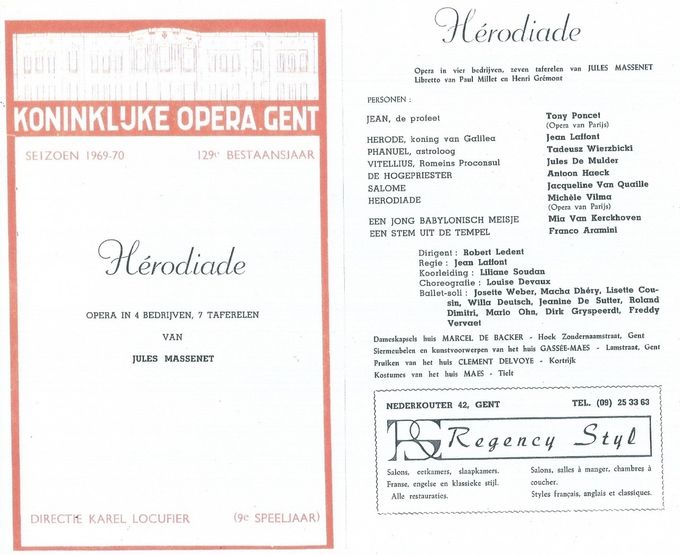 KONINKLIJKE OPERA.GENT
SEIZOEN 1969-70 129e BESTAANSJAAR
Hérodiade
OPERA IN 4 BEDRIJVEN, 7 TAFERELEN
VAN
JULES MASSENET
DIRECTIE KAREL LOCUFIER (9e SPEELJAAR)
Hérodiade
Opera in vier bedrijven, zeven taferelen van JULES MASSENET
Libretto van Paul Millet en Henri Grémont
PERSONEN :
JEAN, de profeet Tony Poncet
(Opera van Parijs)
HERODE, koning van Galilea Jean Laffont
PHANUEL, astroloog Tadeusz Wierzbicki
VITELLIUS, Romeins Proconsul Jules De Mulder
DE HOGEPRIESTER Antoon Haeck
SALOME Jacqueline Van Quaille
HERODIADE Michèle Vilma
(Opera van Parijs)
EEN JONG BABYLONISCH MEISJE Mia Van Kerckhoven
EEN STEM UIT DE TEMPEL Franco Aramini
Dirigent : Robert Ledent
Regie : Jean Laffont
Koorleiding : Liliane Soudan
Choreografie : Louise Devaux
Ballet-soli : Josette Weber, Macha Dhéry, Lisette Cou-
sin, Willa Deutsch, Jeanine De Sutter, Roland
Dimitri, Mario Ohn, Dirk Gryspeerdt, Freddy
Vervaet
Dameskapsels huis MARCEL DE BACKER - Hoek Zondernaamstraat, Gent
Siermeubelen en kunstvoorwerpen van het huis GASSÉE-MAES - Lamstraat, Gent
Pruiken van het huis CLEMENT DELVOYE - Kortrijk
Kostumes van het huis MAES - Tielt
NEDERKOUTER 42, GENT TEL. (09) 25 33 63
RS Regency Styl
Salons, eetkamers, slaapkamers.
Franse, engelse en klassieke stijl.
Alle restauraties.
Salons, salles à manger, chambres à
coucher.
Styles français, anglais et classiques.